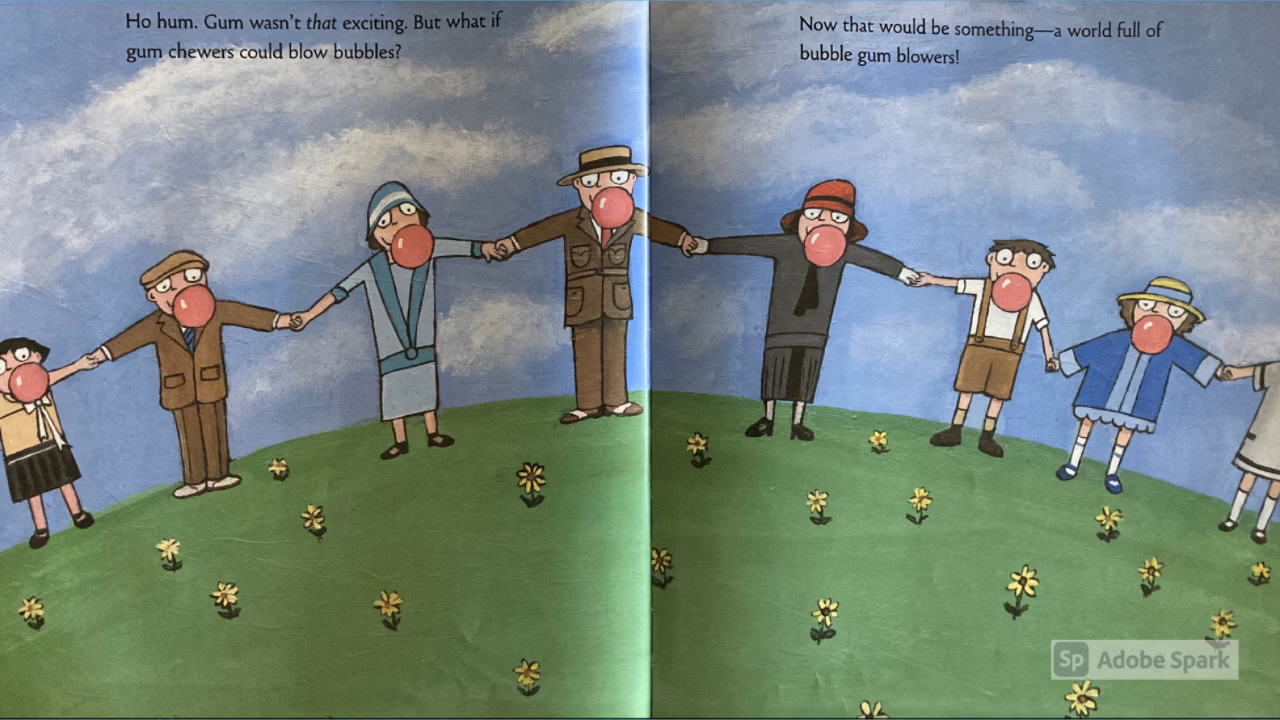 Ho hum. Gum wasn't that exciting. But what if
gum chewers could blow bubbles?
Now that would be something—a world full of
bubble gum blowers!
Sp Adobe Spark